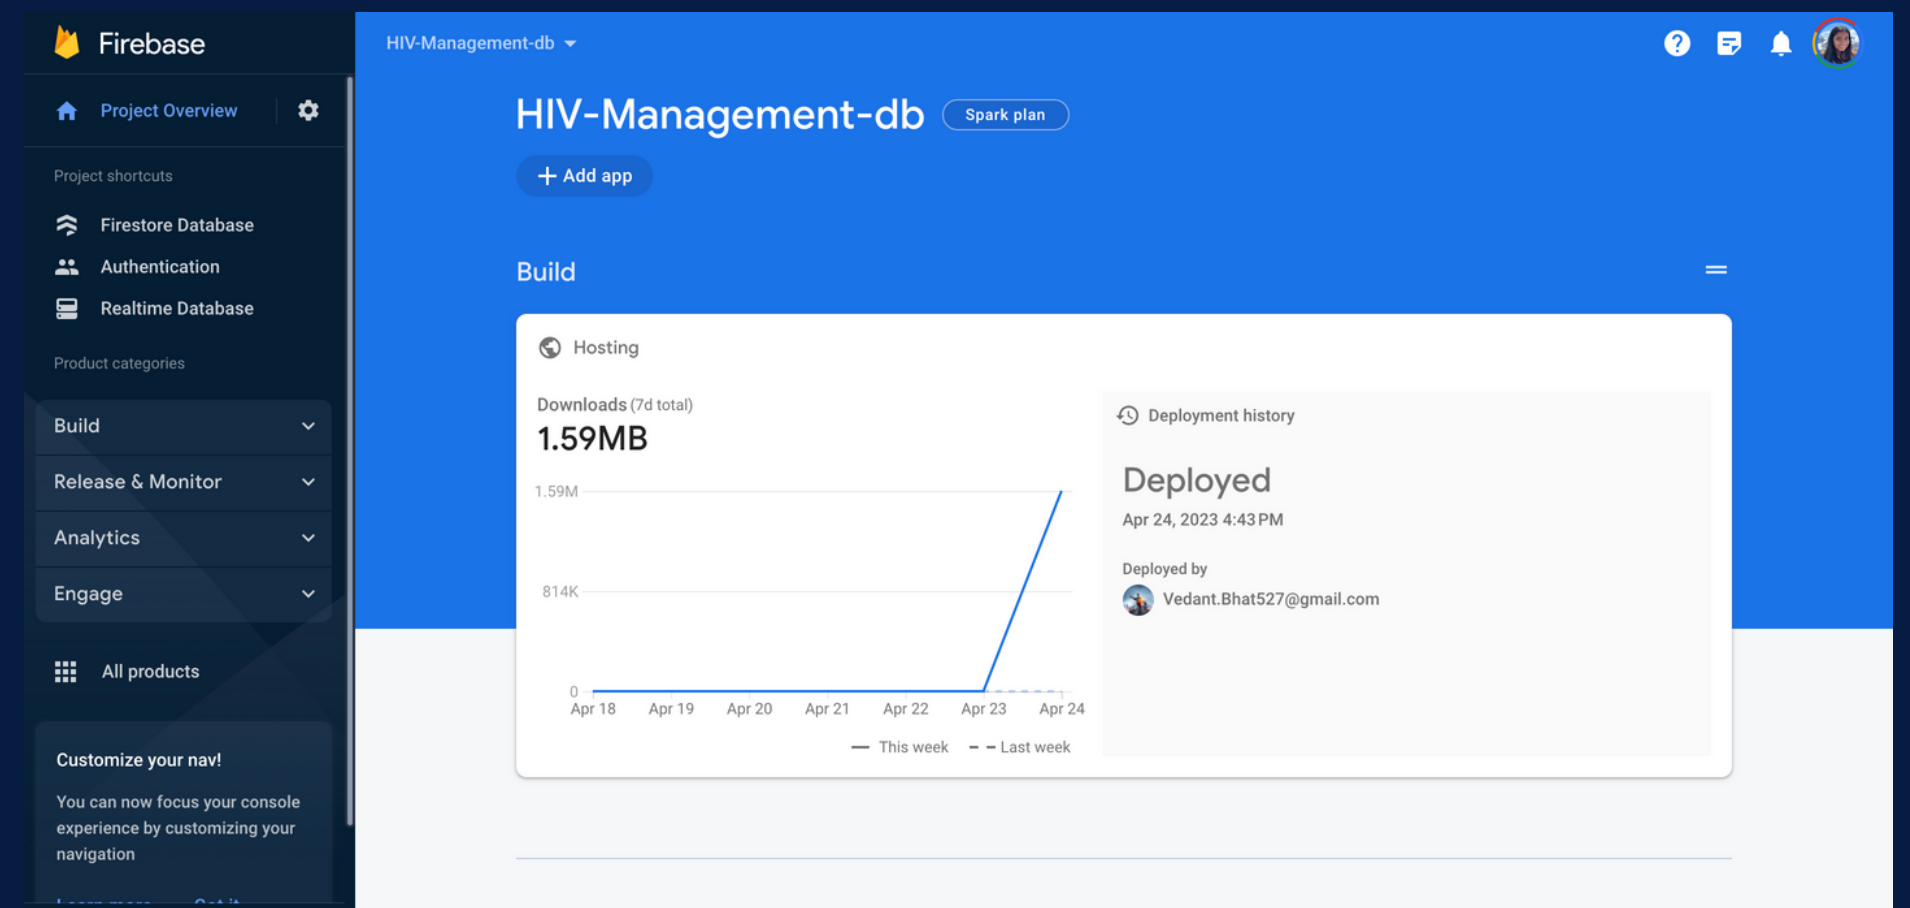 Firebase
Project Overview
Project shortcuts
Firestore Database
Authentication
Realtime Database
Product categories
Build
Release & Monitor
Analytics
Engage
All products
Customize your nav!
You can now focus your console
experience by customizing your
navigation
Learn more Got it
HIV-Management-db
HIV-Management-db Spark plan
+ Add app
Build
Hosting
Downloads (7d total)
1.59MB
1.59M
814K
0
Apr 18 Apr 19 Apr 20 Apr 21 Apr 22 Apr 23 Apr 24
This week Last week
Deployment history
Deployed
Apr 24, 2023 4:43 PM
Deployed by
Vedant.Bhat527@gmail.com